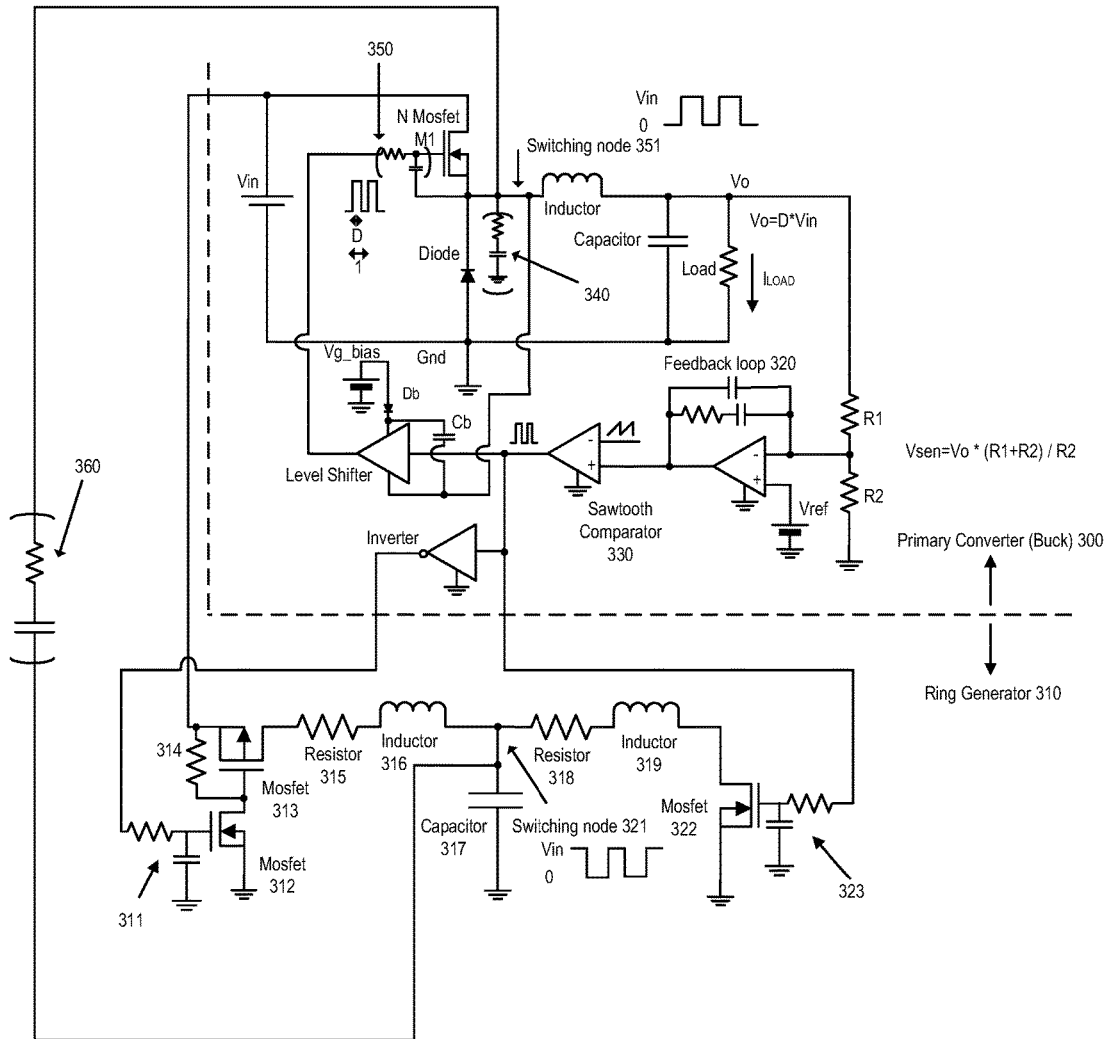 350
N Mosfet
M1
Vin
0
Switching node 351
Vin
D
1
Inductor
Vo
Vo=D*Vin
Capacitor
Load
ILOAD
Diode
340
Gnd
Vg_bias
Db
Cb
Level Shifter
Feedback loop 320
R1
R2
Vsen=Vo * (R1+R2) / R2
-
+
-
+
Vref
Sawtooth
Comparator
330
360
Inverter
Primary Converter (Buck) 300
Ring Generator 310
314
Mosfet
313
Resistor
315
Inductor
316
Resistor
318
Inductor
319
Mosfet
322
Mosfet
312
311
Capacitor
317
Switching node 321
Vin
0
323